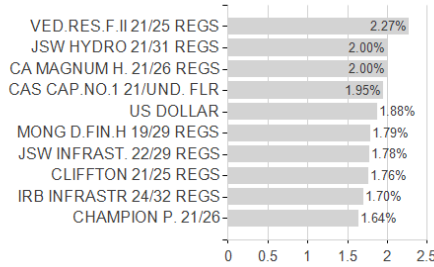 VED.RES.F.II 21/25 REGS 2.27%
JSW HYDRO 21/31 REGS 2.00%
CA MAGNUM H. 21/26 REGS 2.00%
CAS CAP.NO.1 21/UND. FLR 1.95%
US DOLLAR 1.88%
MONG D.FIN.H 19/29 REGS 1.79%
JSW INFRAST. 22/29 REGS 1.78%
CLIFFTON 21/25 REGS 1.76%
IRB INFRASTR 24/32 REGS 1.70%
CHAMPION P. 21/26 1.64%
0 0.5 1 1.5 2 2.5